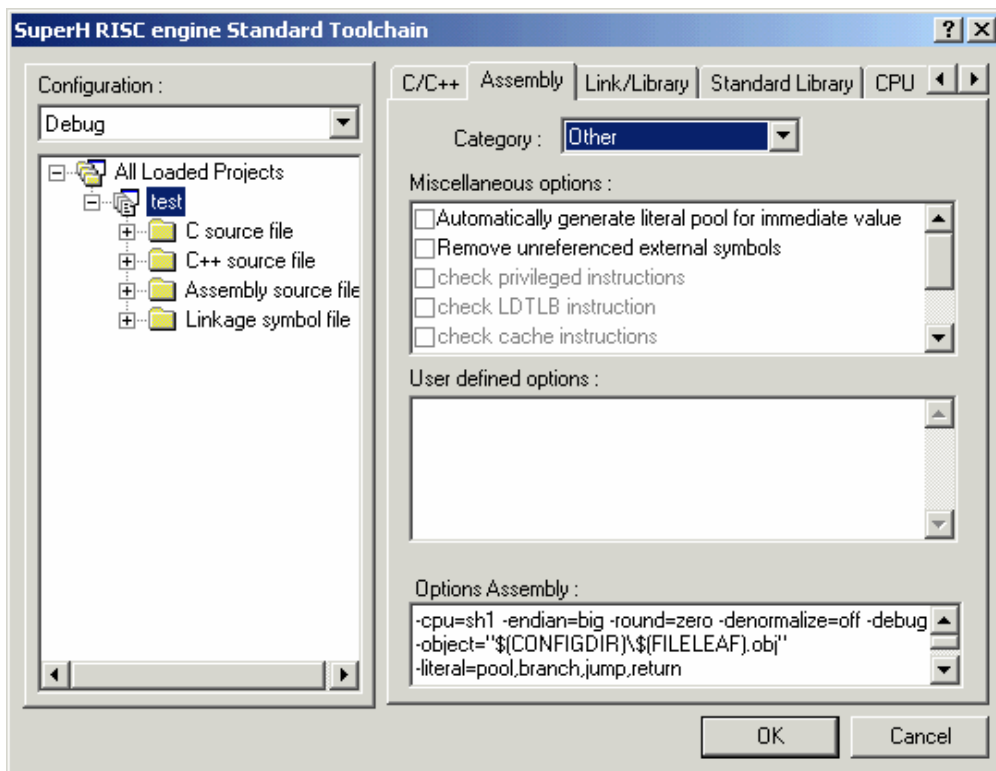 SuperH RISC engine Standard Toolchain
Configuration :
Debug
All Loaded Projects
test
C source file
C++ source file
Assembly source file
Linkage symbol file
C/C++ Assembly Link/Library Standard Library CPU
Category : Other
Miscellaneous options :
Automatically generate literal pool for immediate value
Remove unreferenced external symbols
check privileged instructions
check LDTLB instruction
check cache instructions
User defined options :
Options Assembly :
-cpu=sh1 -endian=big -round=zero -denormalize=off -debug
-object="$(CONFIGDIR)\$(FILELEAF).obj"
-literal=pool,branch,jump,return
OK Cancel